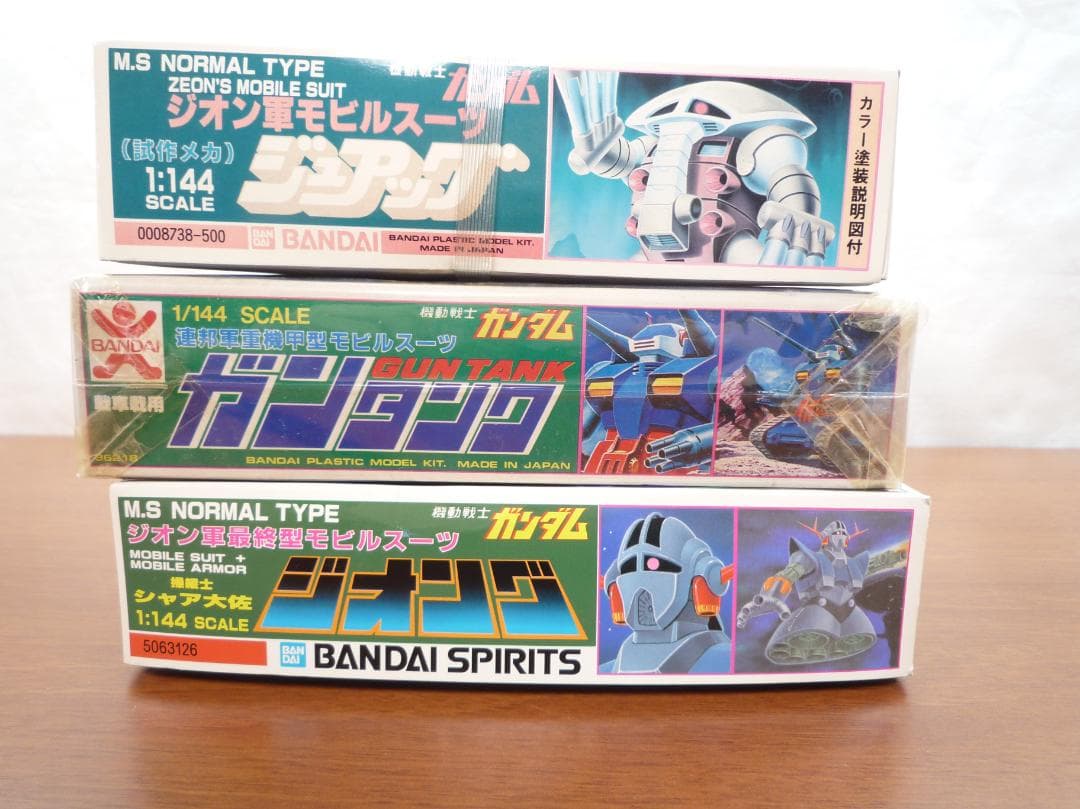 M.S NORMAL TYPE
ZEON'S MOBILE SUIT
機動戦士 ガンダム
ジオン軍モビルスーツ
(試作メカ)
ジュアッグ
1:144
SCALE
0008738-500
BAN
DAI
BANDAI
BANDAI PLASTIC MODEL KIT.
MADE IN JAPAN
カラー塗装説明図付
BANDAI
1/144 SCALE
機動戦士 ガンダム
連邦軍重機甲型モビルスーツ
GUN TANK
ガンタンク
BANDAI PLASTIC MODEL KIT. MADE IN JAPAN
M.S NORMAL TYPE
機動戦士 ガンダム
ジオン軍最終型モビルスーツ
MOBILE SUIT +
MOBILE ARMOR
操縦士
シャア大佐
1:144 SCALE
ジオング
5063126
BAN
DAI
BANDAI SPIRITS